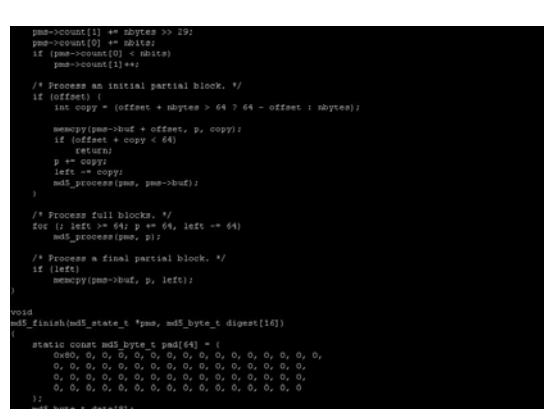 pms->count[1] += nbytes >> 29;
pms->count[0] += nbits;
if (pms->count[0] < nbits)
pms->count[1]++;
/* Process an initial partial block. */
if (offset) {
int copy = (offset + nbytes > 64 ? 64 - offset : nbytes);
memcpy(pms->buf + offset, p, copy);
if (offset + copy < 64)
return;
p += copy;
left -= copy;
md5_process(pms, pms->buf);
}
/* Process full blocks. */
for (; left >= 64; p += 64, left -= 64)
md5_process(pms, p);
/* Process a final partial block. */
if (left)
memcpy(pms->buf, p, left);
}
void
md5_finish(md5_state_t *pms, md5_byte_t digest[16])
{
static const md5_byte_t pad[64] = {
0x80, 0, 0, 0, 0, 0, 0, 0, 0, 0, 0, 0, 0, 0, 0, 0,
0, 0, 0, 0, 0, 0, 0, 0, 0, 0, 0, 0, 0, 0, 0, 0,
0, 0, 0, 0, 0, 0, 0, 0, 0, 0, 0, 0, 0, 0, 0, 0,
0, 0, 0, 0, 0, 0, 0, 0, 0, 0, 0, 0, 0, 0, 0, 0
};
md5_byte_t data[8];